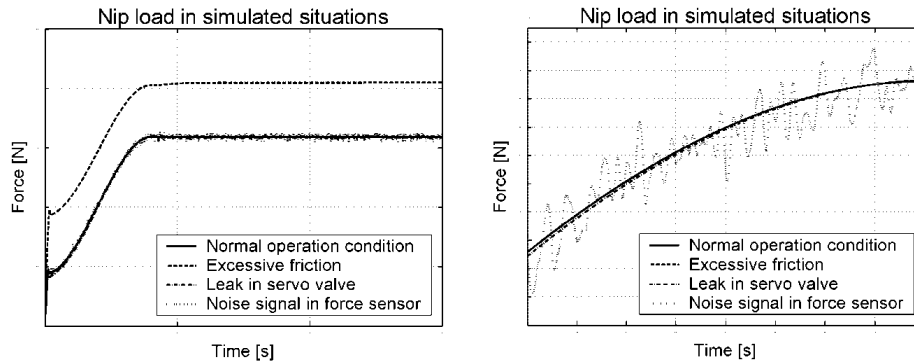 Nip load in simulated situations
Force [N]
Normal operation condition
Excessive friction
Leak in servo valve
Noise signal in force sensor
Time [s]
Nip load in simulated situations
Force [N]
Normal operation condition
Excessive friction
Leak in servo valve
Noise signal in force sensor
Time [s]